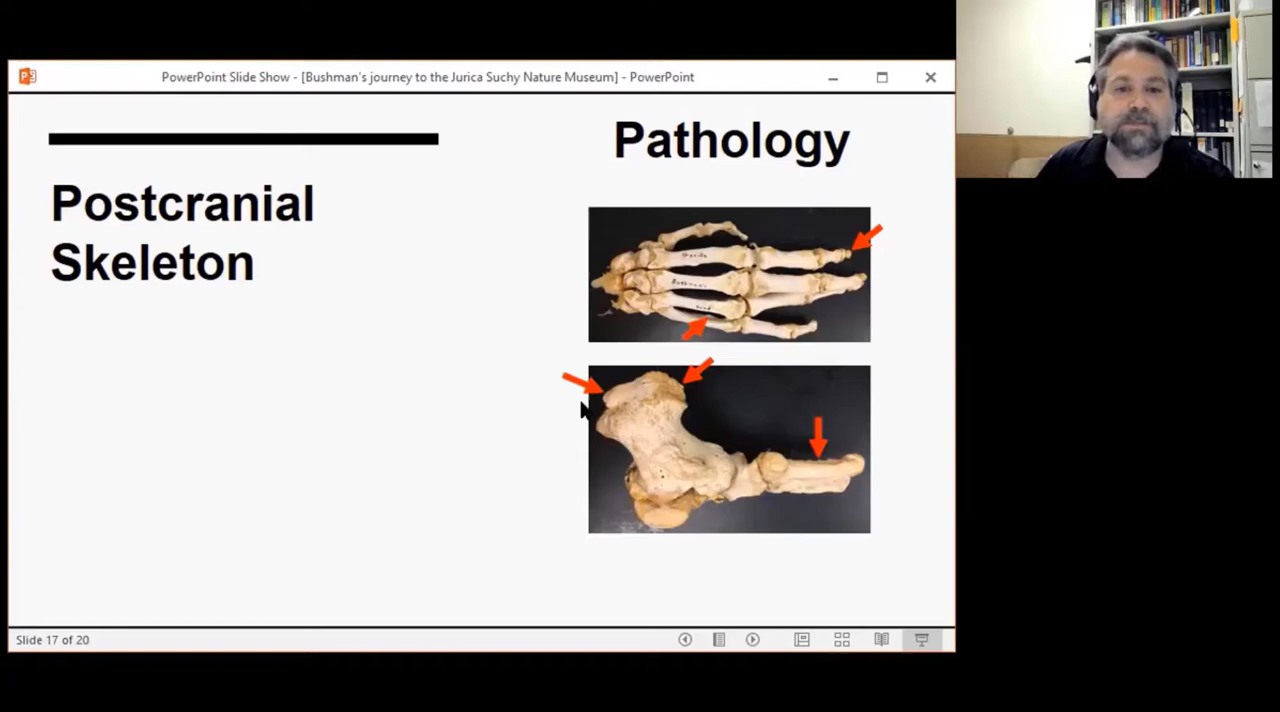 PowerPoint Slide Show - [Bushman's journey to the Jurica Suchy Nature Museum] - PowerPoint
Pathology
Postcranial
Skeleton
Slide 17 of 20